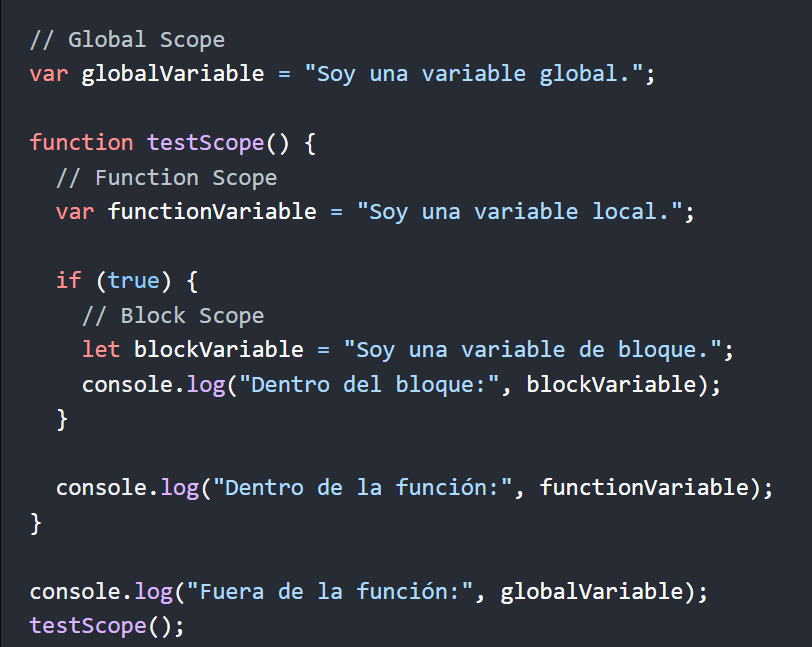 // Global Scope
var globalVariable = "Soy una variable global.";
function testScope() {
// Function Scope
var functionVariable = "Soy una variable local.";
if (true) {
// Block Scope
let blockVariable = "Soy una variable de bloque.";
console.log("Dentro del bloque:", blockVariable);
}
console.log("Dentro de la función:", functionVariable);
}
console.log("Fuera de la función:", globalVariable);
testScope();